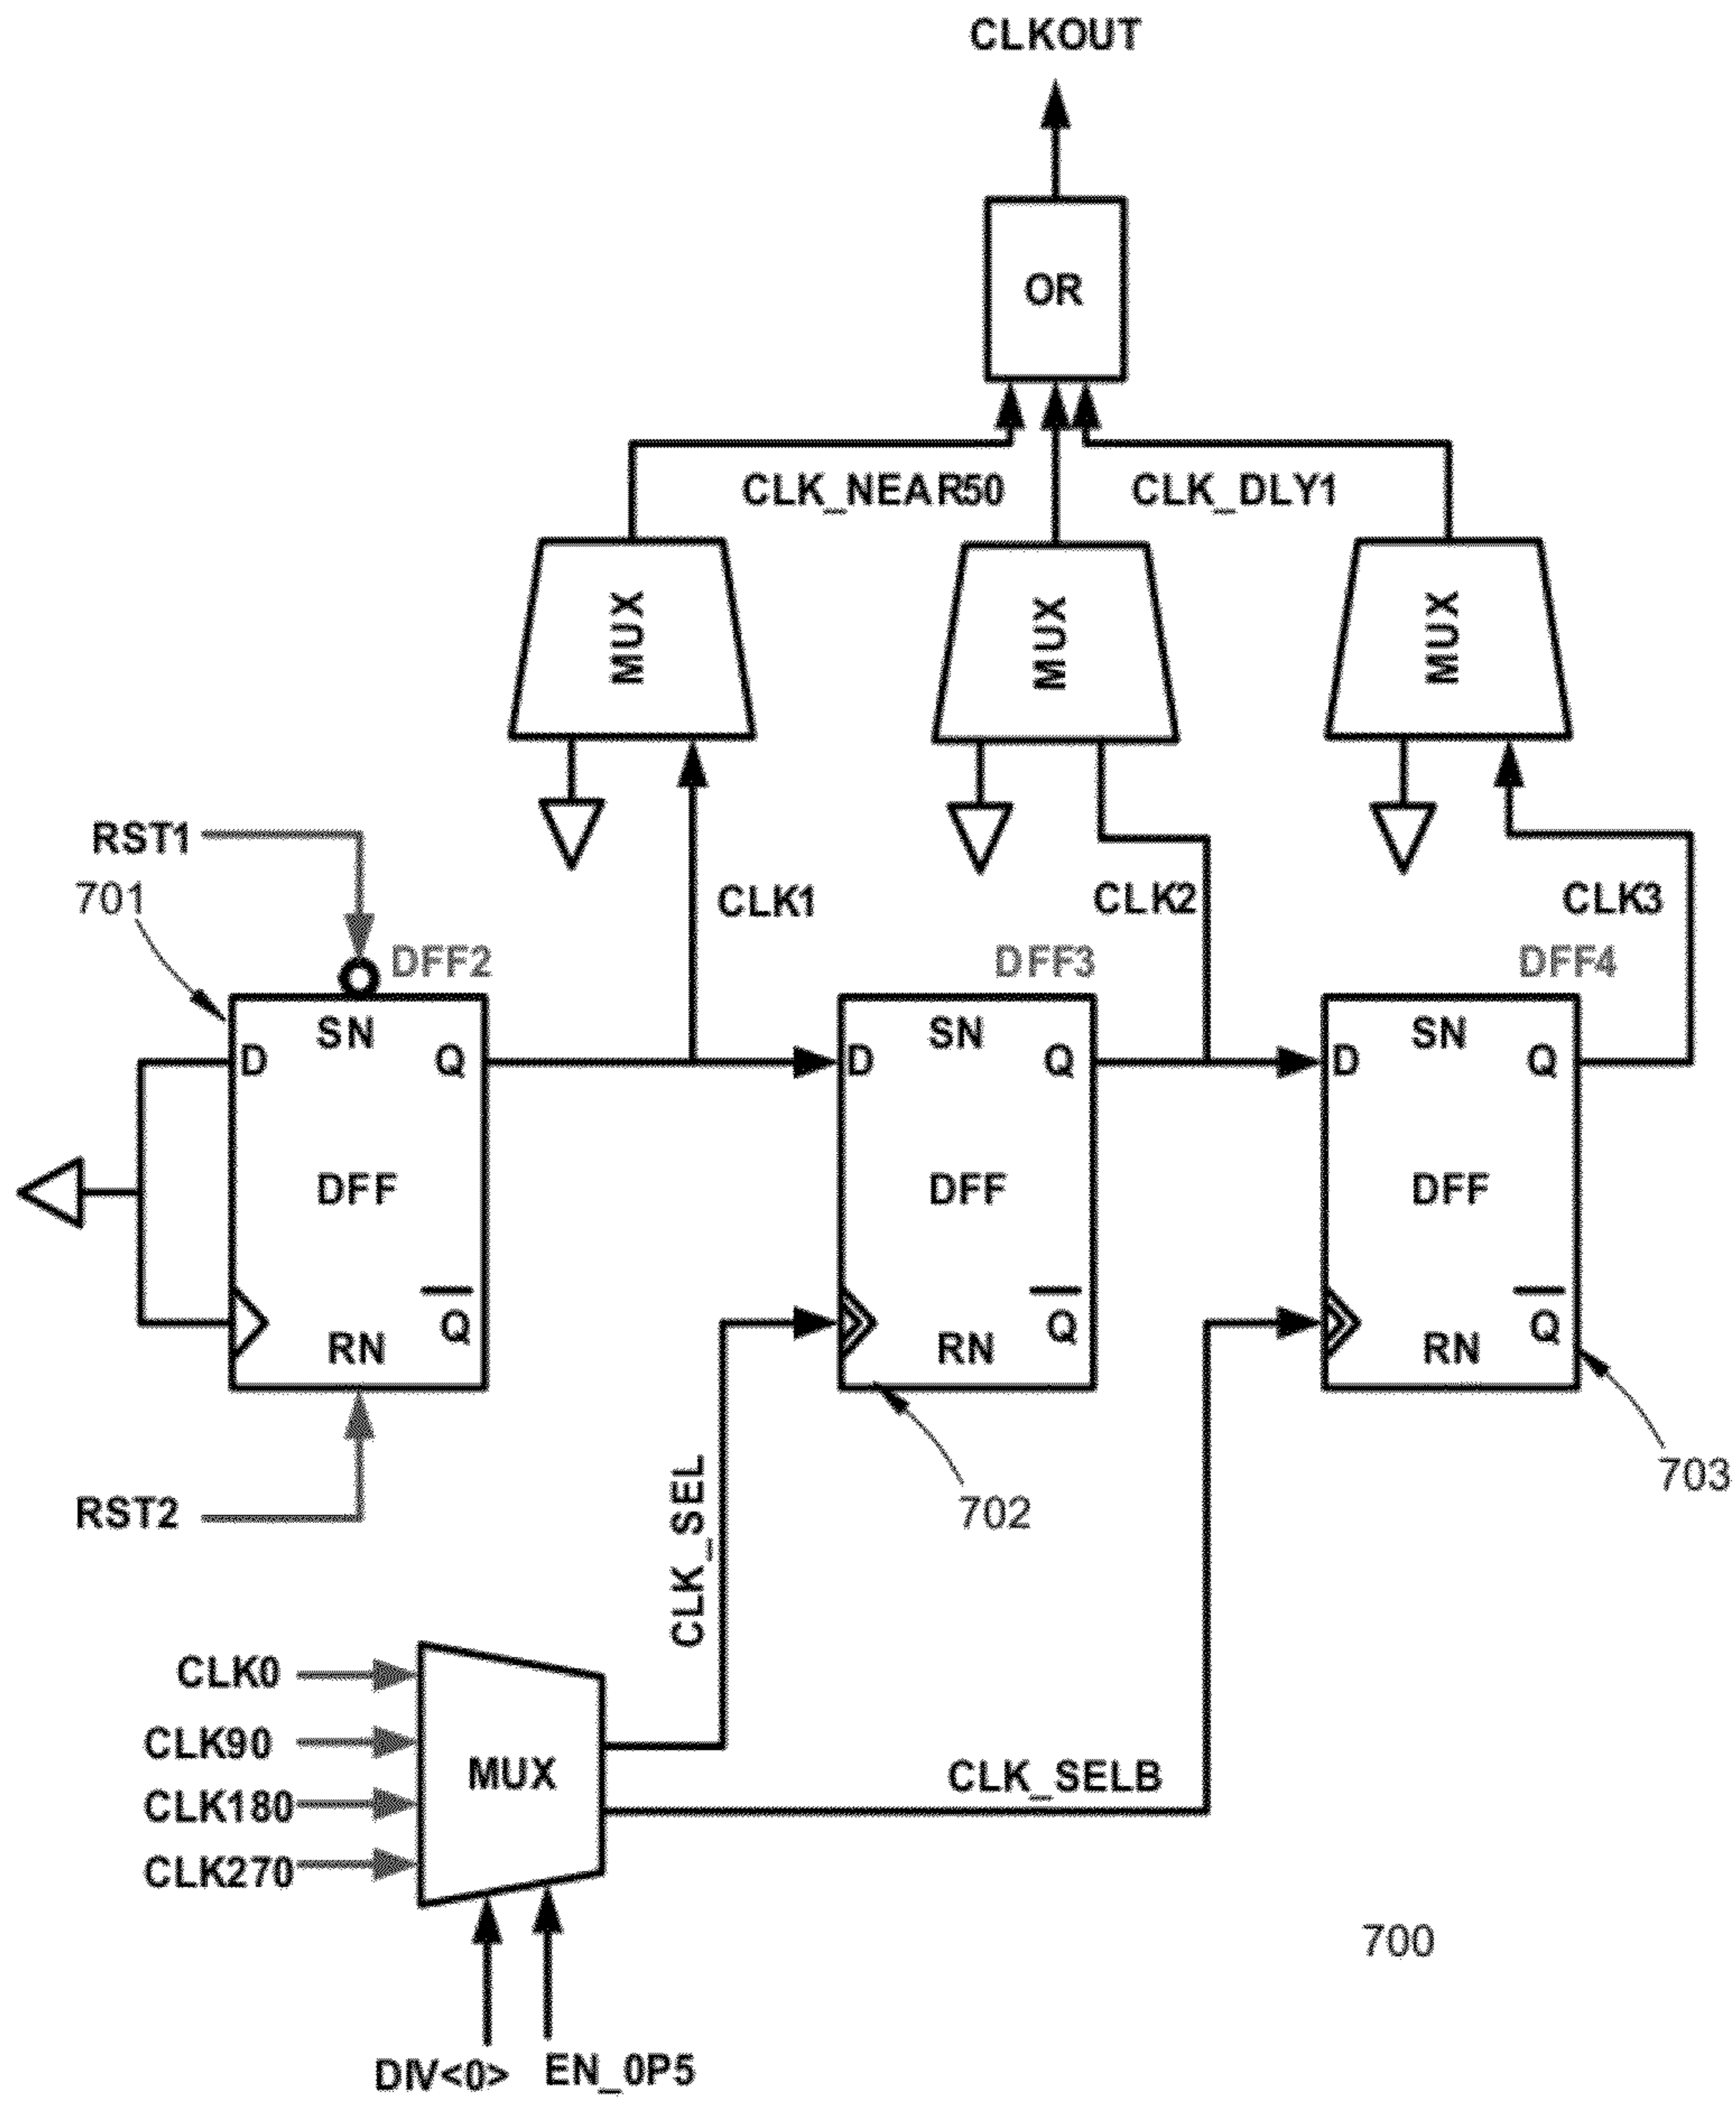 CLKOUT
OR
CLK_NEAR50
CLK_DLY1
MUX
MUX
MUX
RST1
701
CLK1
CLK2
CLK3
DFF2
DFF3
DFF4
SN
D
Q
DFF
Q
RN
SN
D
Q
DFF
Q
RN
SN
D
Q
DFF
Q
RN
RST2
702
703
CLK_SEL
CLK0
CLK90
CLK180
CLK270
MUX
CLK_SELB
700
DIV<0>
EN_0P5